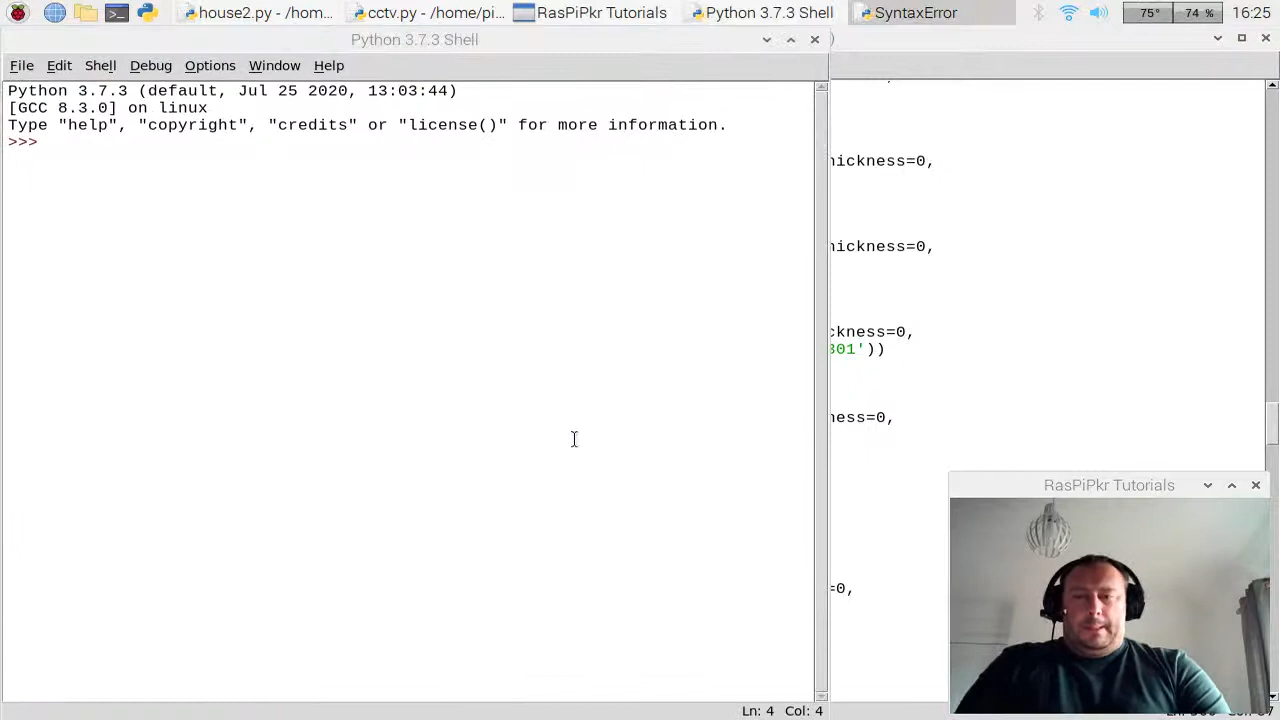 house2.py - /hom...
cctv.py - /home/pi...
RasPiPkr Tutorials
Python 3.7.3 Shell
SyntaxError
75°
74 %
16:25
Python 3.7.3 Shell
File Edit Shell Debug Options Window Help
Python 3.7.3 (default, Jul 25 2020, 13:03:44)
[GCC 8.3.0] on linux
Type "help", "copyright", "credits" or "license()" for more information.
>>>
Ln: 4 Col: 4
hickness=0,
hickness=0,
ckness=0,
301'))
ness=0,
=0,
RasPiPkr Tutorials